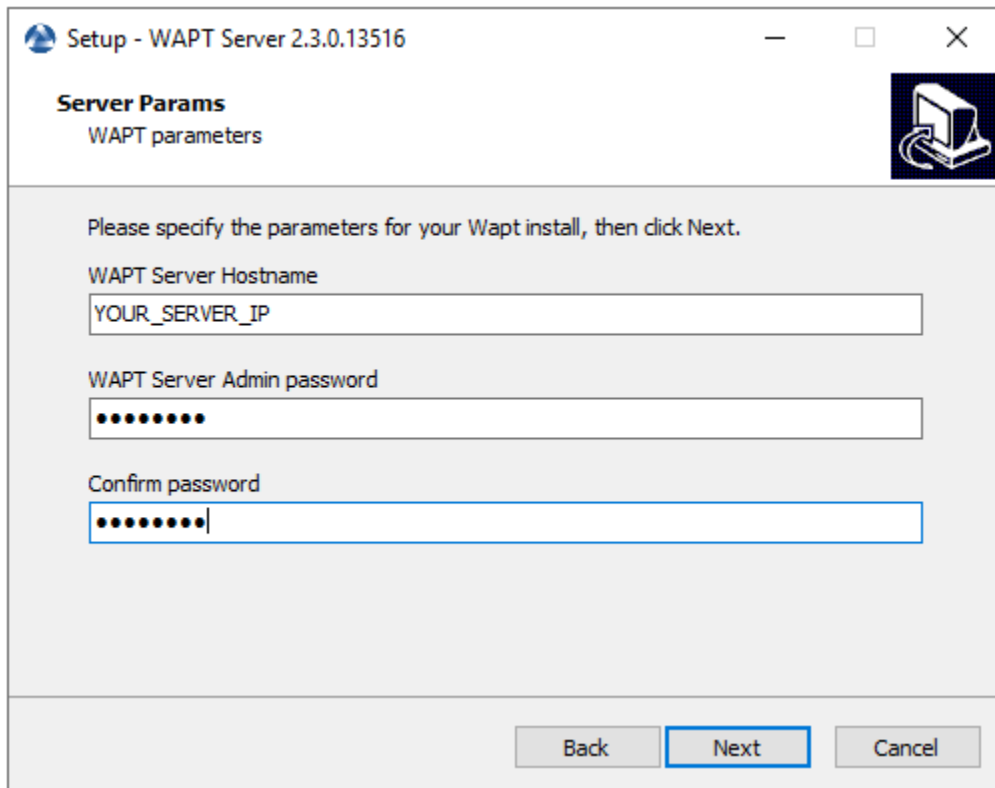 Setup - WAPT Server 2.3.0.13516
Server Params
WAPT parameters
Please specify the parameters for your Wapt install, then click Next.
WAPT Server Hostname
YOUR_SERVER_IP
WAPT Server Admin password
●●●●●●●●
Confirm password
●●●●●●●●
Back Next Cancel